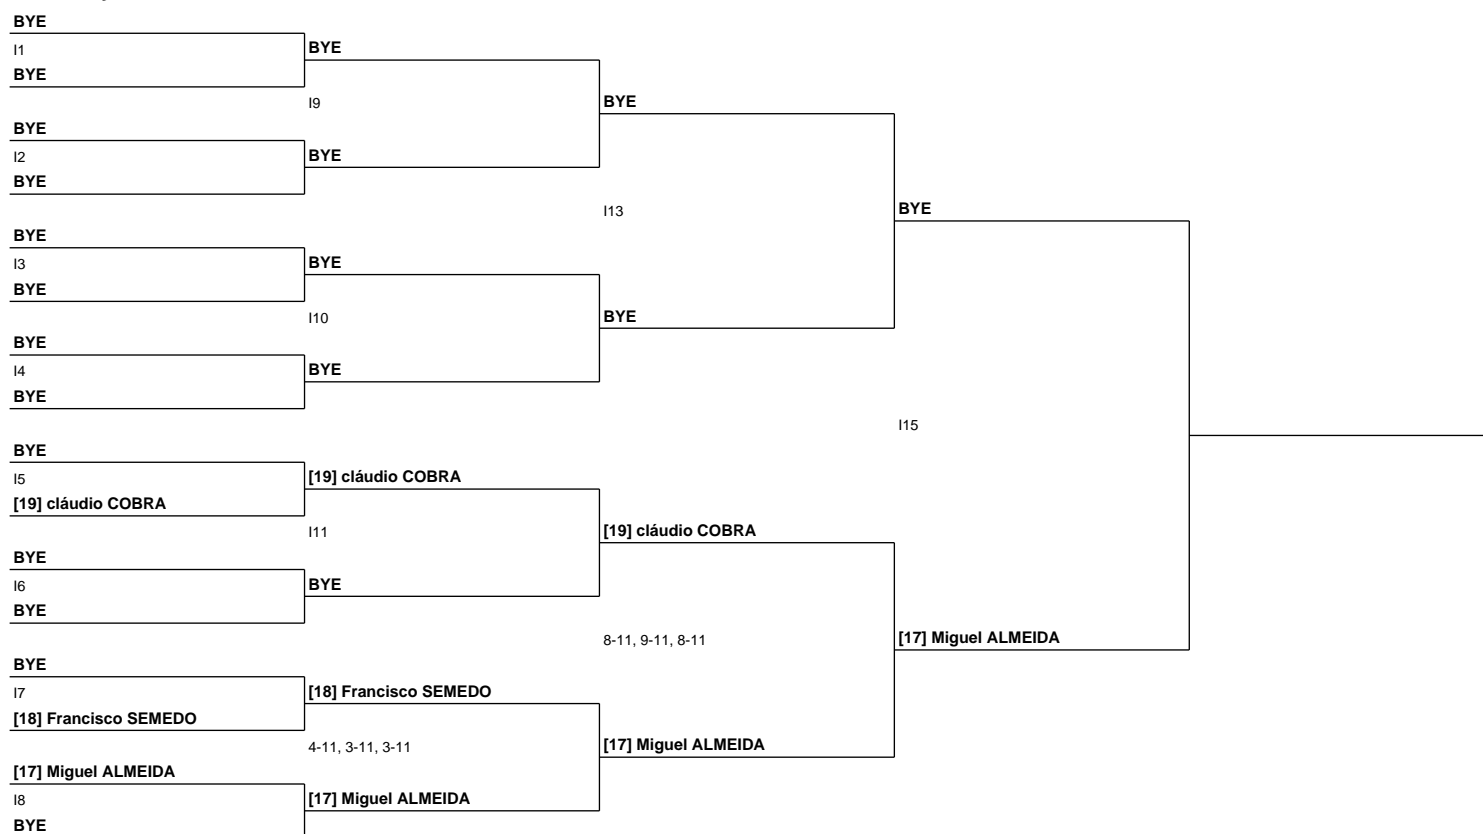 BYE
I1
BYE
BYE
I9
BYE
BYE
I2
BYE
BYE
I13
BYE
BYE
I3
BYE
BYE
I10
BYE
BYE
I4
BYE
BYE
I15
BYE
I5
[19] cláudio COBRA
[19] cláudio COBRA
I11
[19] cláudio COBRA
BYE
I6
BYE
BYE
8-11, 9-11, 8-11
[17] Miguel ALMEIDA
BYE
I7
[18] Francisco SEMEDO
[18] Francisco SEMEDO
4-11, 3-11, 3-11
[17] Miguel ALMEIDA
[17] Miguel ALMEIDA
I8
[17] Miguel ALMEIDA
BYE